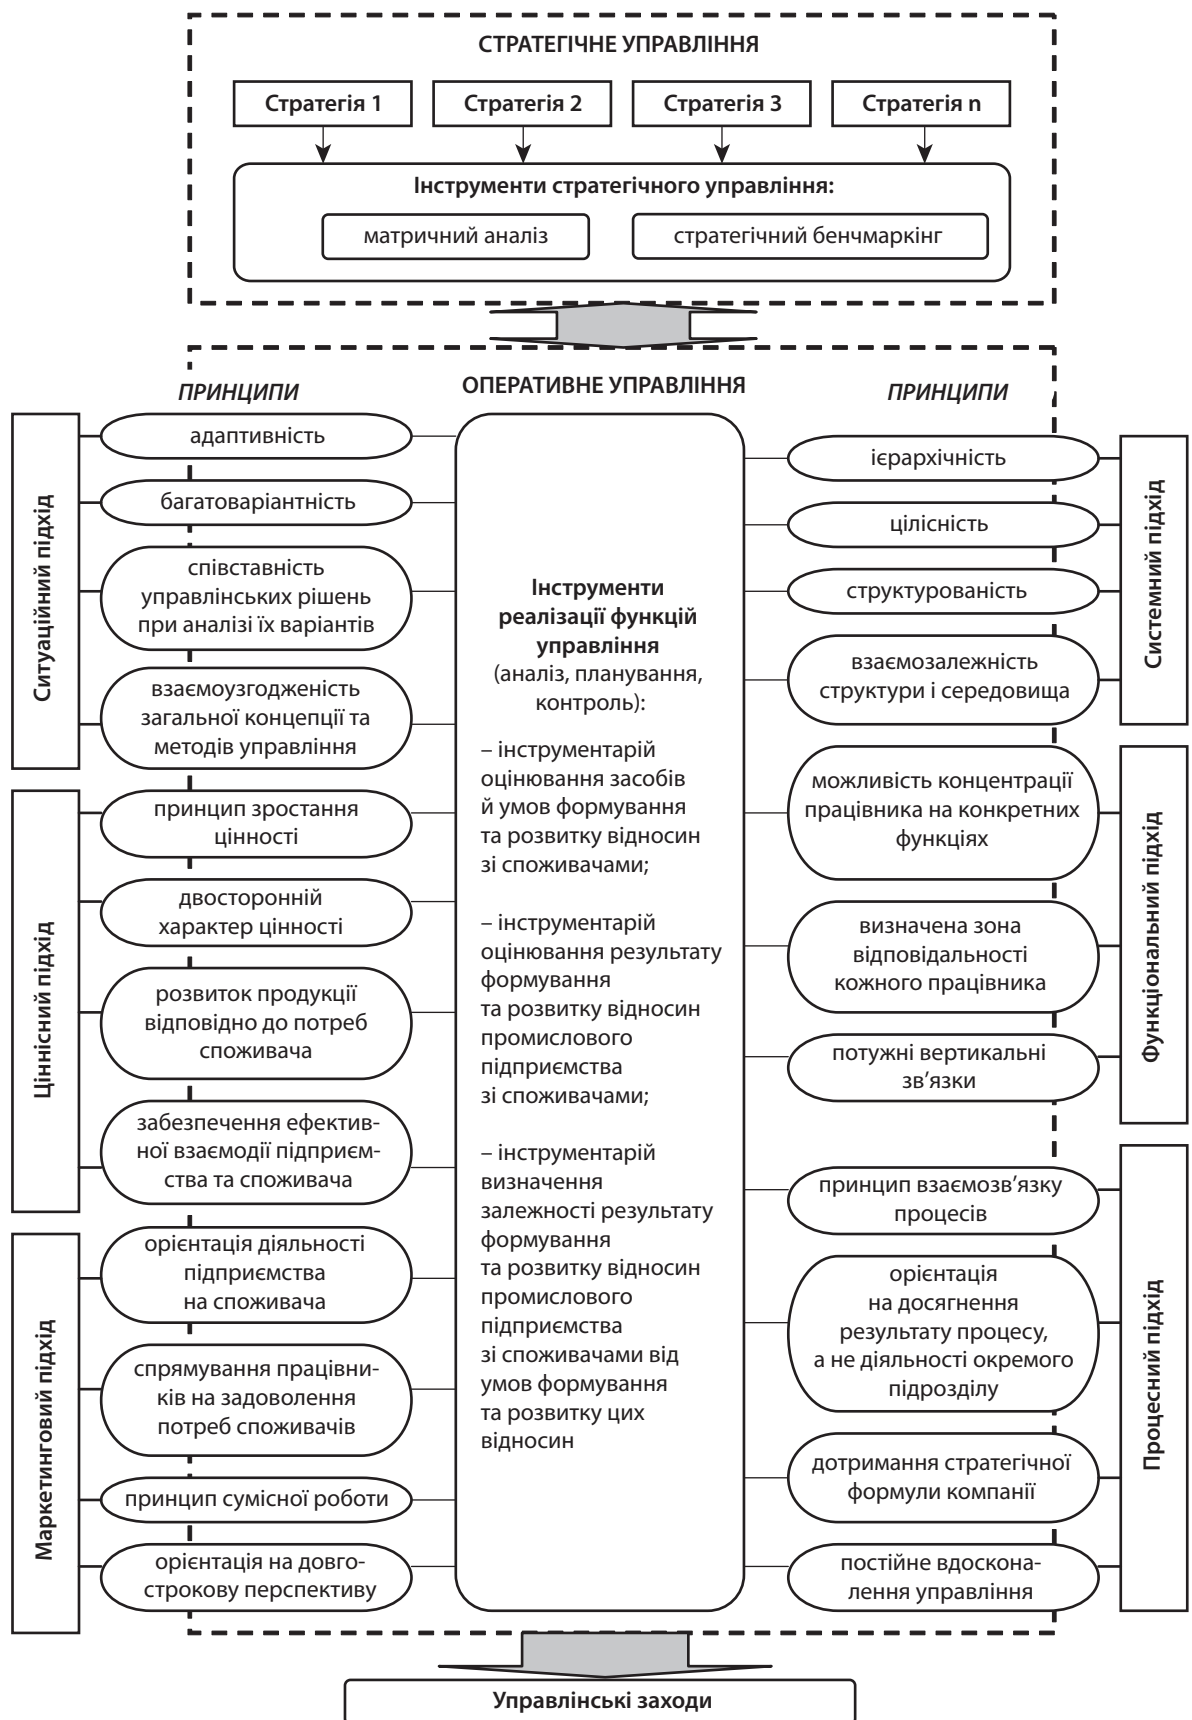 СТРАТЕГІЧНЕ УПРАВЛІННЯ
Стратегія 1
Стратегія 2
Стратегія 3
Стратегія n
Інструменти стратегічного управління:
матричний аналіз
стратегічний бенчмаркінг
ОПЕРАТИВНЕ УПРАВЛІННЯ
ПРИНЦИПИ
Ситуаційний підхід
адаптивність
багатоваріантність
співставність
управлінських рішень
при аналізі їх варіантів
взаємоузгодженість
загальної концепції та
методів управління
Ціннісний підхід
принцип зростання
цінності
двосторонній
характер цінності
розвиток продукції
відповідно до потреб
споживача
забезпечення ефектив-
ної взаємодії підприєм-
ства та споживача
Маркетинговий підхід
орієнтація діяльності
підприємства
на споживача
спрямування працівни-
ків на задоволення
потреб споживачів
принцип сумісної роботи
орієнтація на довго-
строкову перспективу
Інструменти
реалізації функцій
управління
(аналіз, планування,
контроль):
– інструментарій
оцінювання засобів
й умов формування
та розвитку відносин
зі споживачами;
– інструментарій
оцінювання результату
формування
та розвитку відносин
промислового
підприємства
зі споживачами;
– інструментарій
визначення
залежності результату
формування
та розвитку відносин
промислового
підприємства
зі споживачами від
умов формування
та розвитку цих
відносин
ПРИНЦИПИ
Системний підхід
ієрархічність
цілісність
структурованість
взаємозалежність
структури і середовища
Функціональний підхід
можливість концентрації
працівника на конкретних
функціях
визначена зона
відповідальності
кожного працівника
потужні вертикальні
зв’язки
Процесний підхід
принцип взаємозв’язку
процесів
орієнтація
на досягнення
результату процесу,
а не діяльності окремого
підрозділу
дотримання стратегічної
формули компанії
постійне вдоскона-
лення управління
Управлінські заходи